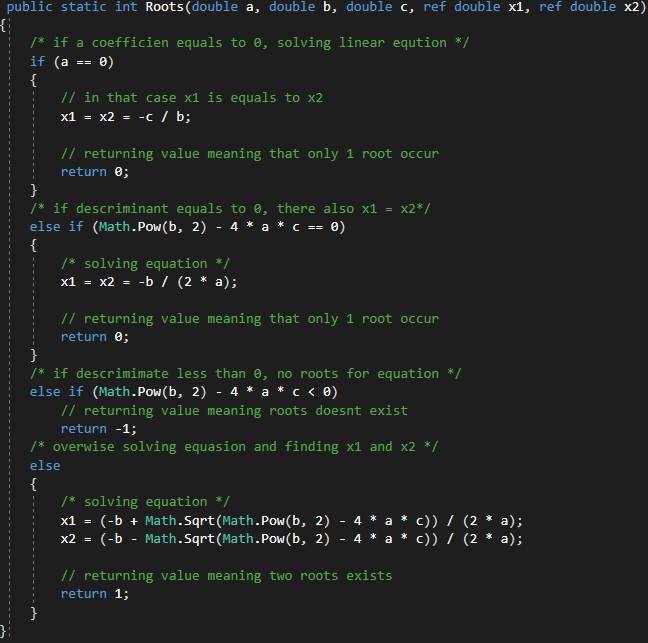 public static int Roots(double a, double b, double c, ref double x1, ref double x2)
{
/* if a coefficien equals to 0, solving linear eqution */
if (a == 0)
{
// in that case x1 is equals to x2
x1 = x2 = -c / b;
// returning value meaning that only 1 root occur
return 0;
}
/* if descriminant equals to 0, there also x1 = x2*/
else if (Math.Pow(b, 2) - 4 * a * c == 0)
{
/* solving equation */
x1 = x2 = -b / (2 * a);
// returning value meaning that only 1 root occur
return 0;
}
/* if descrimimate less than 0, no roots for equation */
else if (Math.Pow(b, 2) - 4 * a * c < 0)
// returning value meaning roots doesnt exist
return -1;
/* overwise solving equasion and finding x1 and x2 */
else
{
/* solving equation */
x1 = (-b + Math.Sqrt(Math.Pow(b, 2) - 4 * a * c)) / (2 * a);
x2 = (-b - Math.Sqrt(Math.Pow(b, 2) - 4 * a * c)) / (2 * a);
// returning value meaning two roots exists
return 1;
}
}